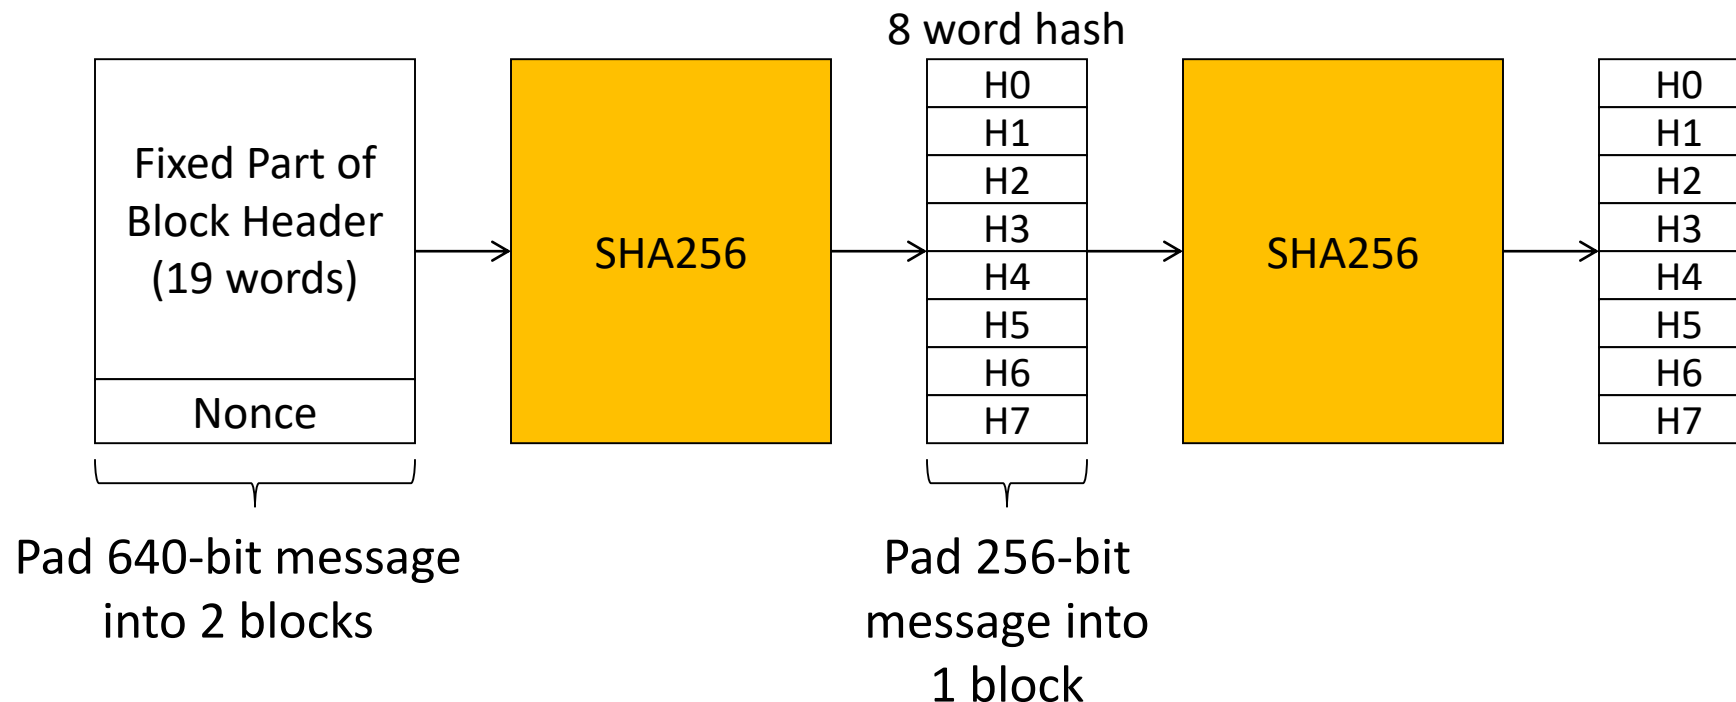 8 word hash
Fixed Part of
Block Header
(19 words)
Nonce
SHA256
H0
H1
H2
H3
H4
H5
H6
H7
SHA256
H0
H1
H2
H3
H4
H5
H6
H7
Pad 640-bit message
into 2 blocks
Pad 256-bit
message into
1 block